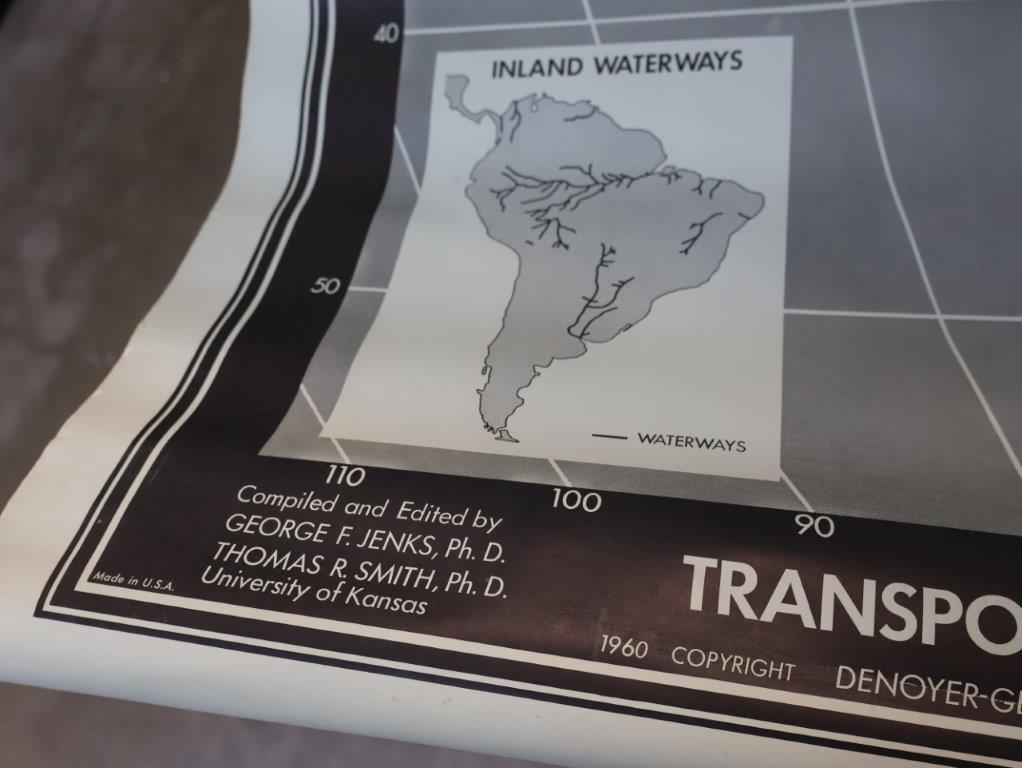 40
INLAND WATERWAYS
50
WATERWAYS
110
100
90
Compiled and Edited by
GEORGE F. JENKS, Ph. D.
THOMAS R. SMITH, Ph. D.
University of Kansas
Made in U.S.A.
TRANSPO
1960 COPYRIGHT DENOYER-GE